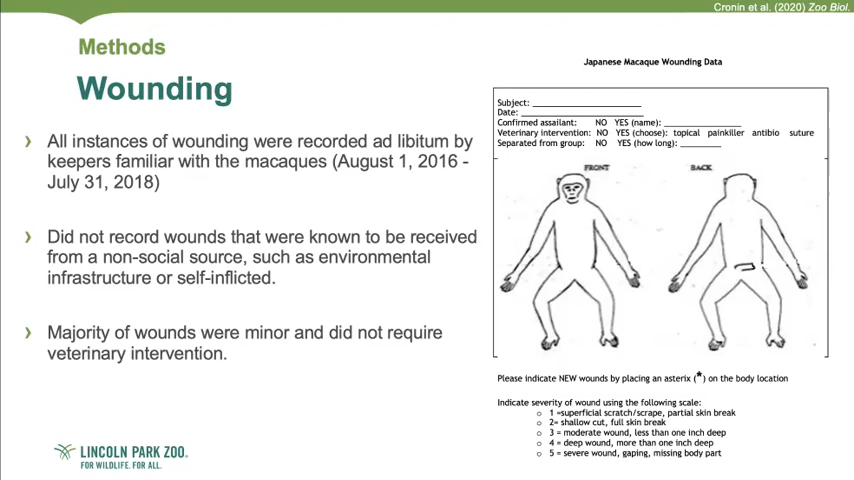 Cronin et al. (2020) Zoo Biol.
Methods
Wounding
› All instances of wounding were recorded ad libitum by
keepers familiar with the macaques (August 1, 2016 -
July 31, 2018)
› Did not record wounds that were known to be received
from a non-social source, such as environmental
infrastructure or self-inflicted.
› Majority of wounds were minor and did not require
veterinary intervention.
LINCOLN PARK ZOO.
FOR WILDLIFE. FOR ALL.
Japanese Macaque Wounding Data
Subject: ____________________
Date: ____________________
Confirmed assailant: NO YES (name): ______________
Veterinary intervention: NO YES (choose): topical painkiller antibio suture
Separated from group: NO YES (how long): ________
FRONT BACK
Please indicate NEW wounds by placing an asterix (*) on the body location
Indicate severity of wound using the following scale:
o 1 =superficial scratch/scrape, partial skin break
o 2= shallow cut, full skin break
o 3 = moderate wound, less than one inch deep
o 4 = deep wound, more than one inch deep
o 5 = severe wound, gaping, missing body part